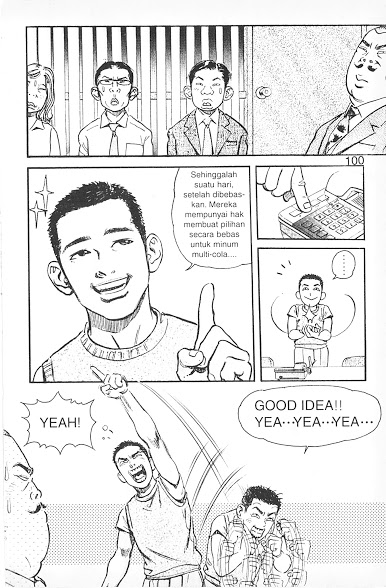 100
Sehinggalah
suatu hari,
setelah dibebas-
kan. Mereka
mempunyai hak
membuat pilihan
secara bebas
untuk minum
multi-cola....
YEAH!
GOOD IDEA!!
YEA···YEA···YEA···